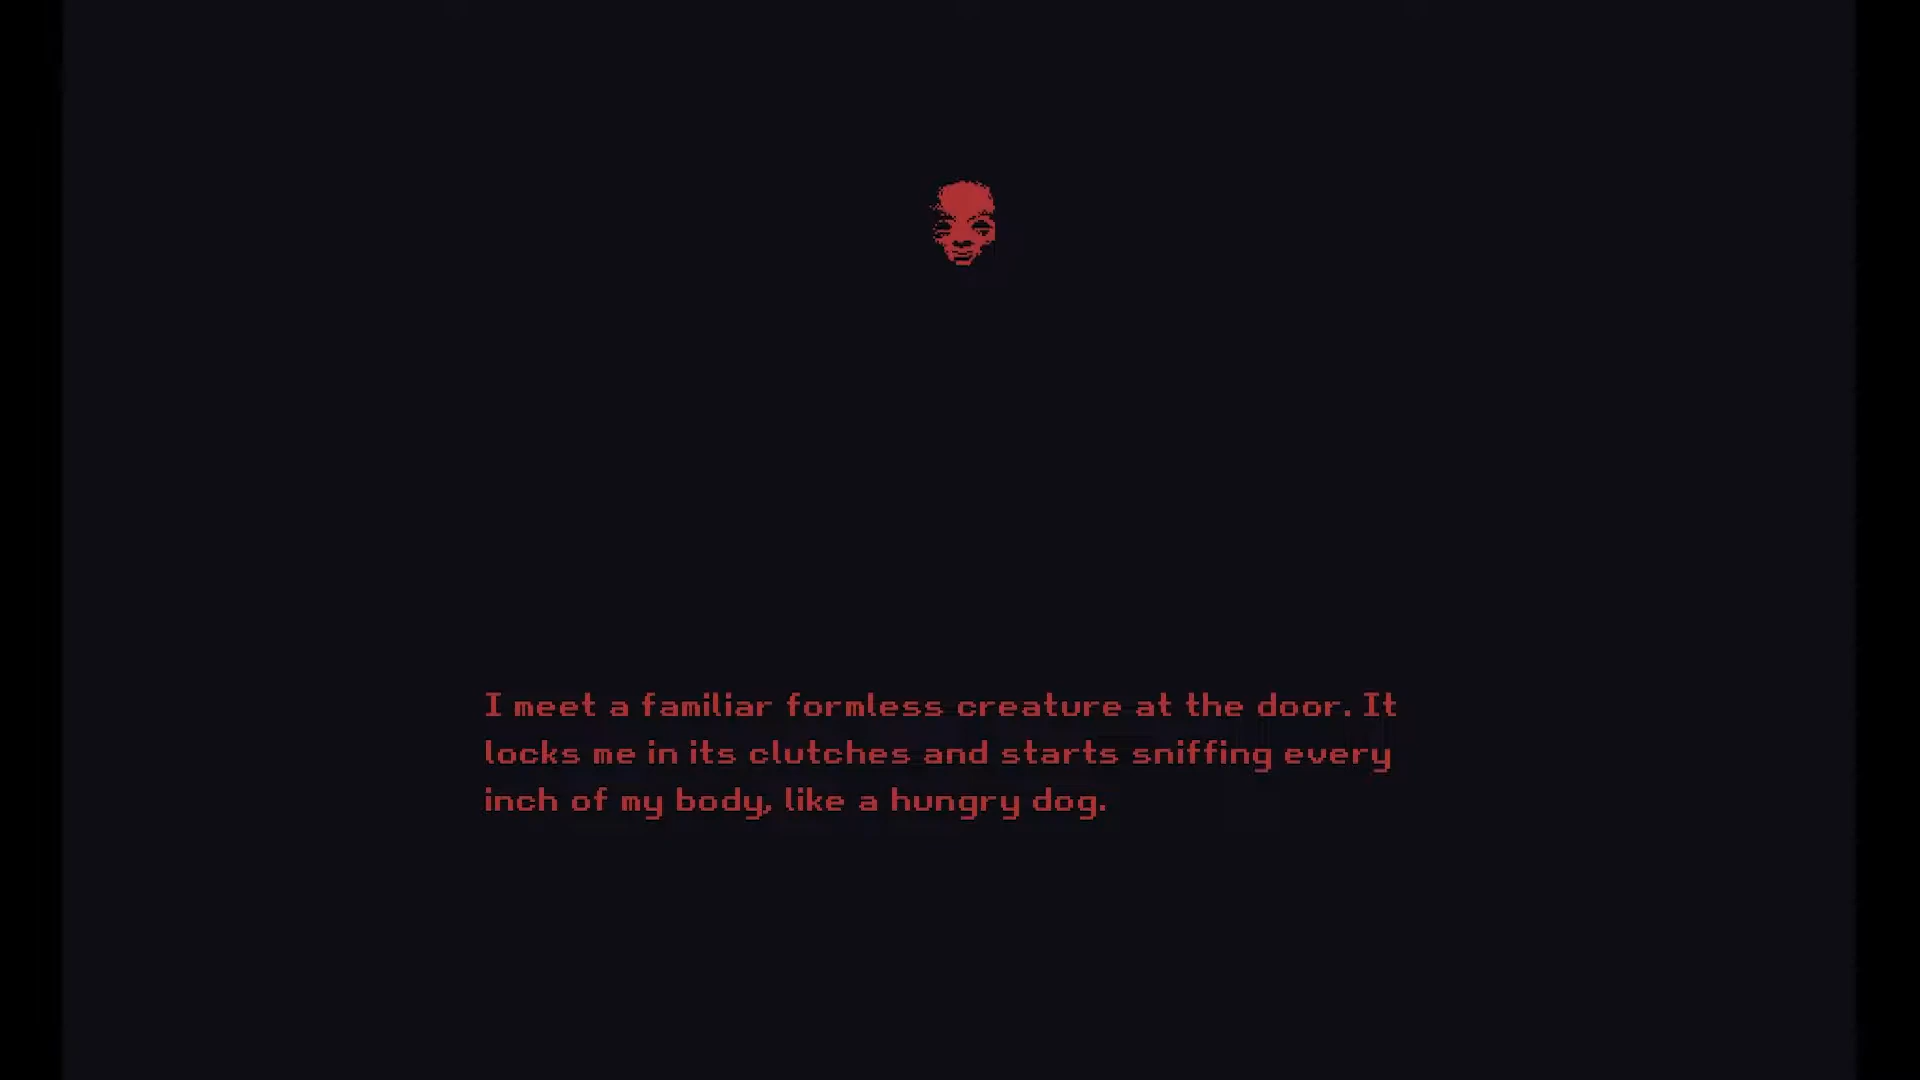 I meet a familiar formless creature at the door. It
locks me in its clutches and starts sniffing every
inch of my body, like a hungry dog.